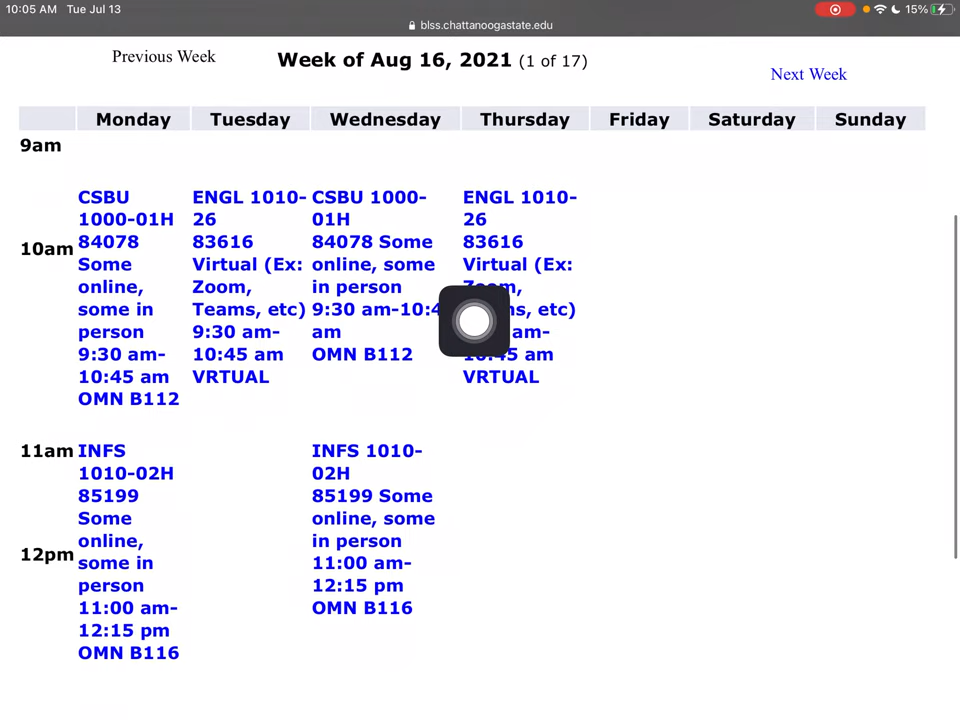 10:05 AM Tue Jul 13
15%
blss.chattanoogastate.edu
Previous Week
Week of Aug 16, 2021 (1 of 17)
Next Week
Monday Tuesday Wednesday Thursday Friday Saturday Sunday
9am
10am
11am
12pm
CSBU
1000-01H
84078
Some
online,
some in
person
9:30 am-
10:45 am
OMN B112
ENGL 1010-
26
83616
Virtual (Ex:
Zoom,
Teams, etc)
9:30 am-
10:45 am
VRTUAL
CSBU 1000-
01H
84078 Some
online, some
in person
9:30 am-10:4
am
OMN B112
ENGL 1010-
26
83616
Virtual (Ex:
etc)
am-
am
VRTUAL
INFS
1010-02H
85199
Some
online,
some in
person
11:00 am-
12:15 pm
OMN B116
INFS 1010-
02H
85199 Some
online, some
in person
11:00 am-
12:15 pm
OMN B116